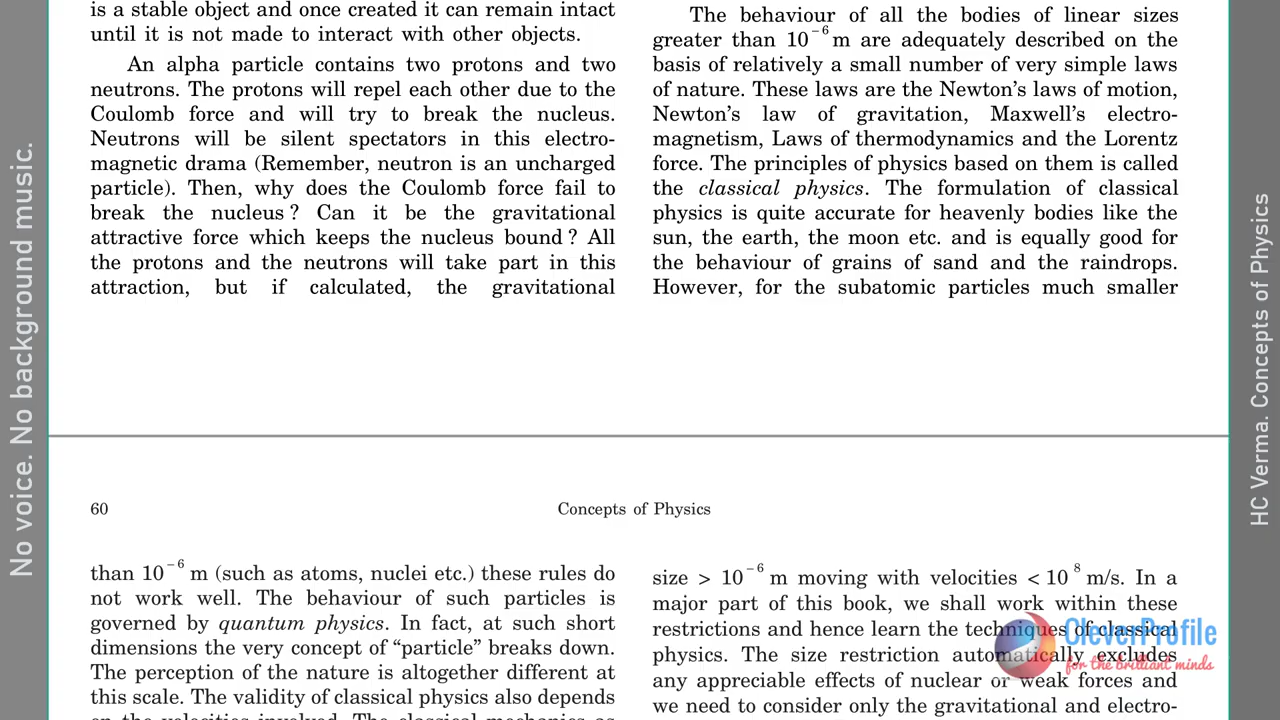 No voice. No background music.
is a stable object and once created it can remain intact
until it is not made to interact with other objects.
An alpha particle contains two protons and two
neutrons. The protons will repel each other due to the
Coulomb force and will try to break the nucleus.
Neutrons will be silent spectators in this electro-
magnetic drama (Remember, neutron is an uncharged
particle). Then, why does the Coulomb force fail to
break the nucleus ? Can it be the gravitational
attractive force which keeps the nucleus bound ? All
the protons and the neutrons will take part in this
attraction, but if calculated, the gravitational
The behaviour of all the bodies of linear sizes
greater than 10⁻⁶ m are adequately described on the
basis of relatively a small number of very simple laws
of nature. These laws are the Newton's laws of motion,
Newton's law of gravitation, Maxwell's electro-
magnetism, Laws of thermodynamics and the Lorentz
force. The principles of physics based on them is called
the classical physics. The formulation of classical
physics is quite accurate for heavenly bodies like the
sun, the earth, the moon etc. and is equally good for
the behaviour of grains of sand and the raindrops.
However, for the subatomic particles much smaller
60
Concepts of Physics
than 10⁻⁶ m (such as atoms, nuclei etc.) these rules do
not work well. The behaviour of such particles is
governed by quantum physics. In fact, at such short
dimensions the very concept of “particle” breaks down.
The perception of the nature is altogether different at
this scale. The validity of classical physics also depends
on the velocities involved. The classical mechanics as
size > 10⁻⁶ m moving with velocities < 10⁸ m/s. In a
major part of this book, we shall work within these
restrictions and hence learn the techniques of classical
physics. The size restriction automatically excludes
any appreciable effects of nuclear or weak forces and
we need to consider only the gravitational and electro-
CleverProfile
for the brilliant minds
HC Verma. Concepts of Physics